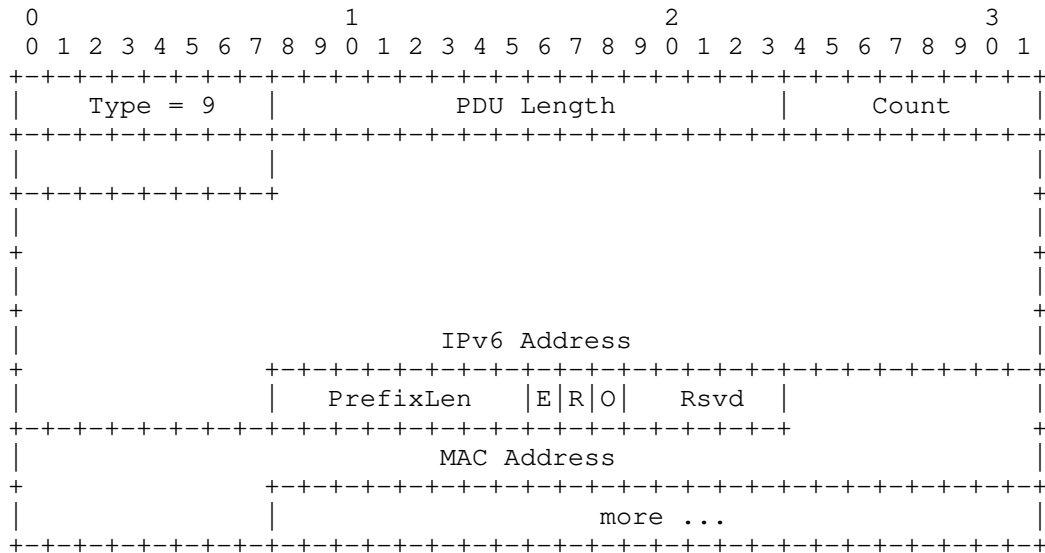 0                   1                   2                   3
 0 1 2 3 4 5 6 7 8 9 0 1 2 3 4 5 6 7 8 9 0 1 2 3 4 5 6 7 8 9 0 1
+-+-+-+-+-+-+-+-+-+-+-+-+-+-+-+-+-+-+-+-+-+-+-+-+-+-+-+-+-+-+-+-+
|    Type = 9   |           PDU Length          |     Count     |
+-+-+-+-+-+-+-+-+-+-+-+-+-+-+-+-+-+-+-+-+-+-+-+-+-+-+-+-+-+-+-+-+
|               |                                               |
+-+-+-+-+-+-+-+-+                                               +
|                                                               |
+                                                               +
|                                                               |
+                                                               +
|                          IPv6 Address                         |
+               +-+-+-+-+-+-+-+-+-+-+-+-+-+-+-+-+-+-+-+-+-+-+-+-+
|               |   PrefixLen   |E|R|O|   Rsvd  |               |
+-+-+-+-+-+-+-+-+-+-+-+-+-+-+-+-+-+-+-+-+-+-+-+-+               +
|                          MAC Address                          |
+               +-+-+-+-+-+-+-+-+-+-+-+-+-+-+-+-+-+-+-+-+-+-+-+-+
|               |                    more ...                   |
+-+-+-+-+-+-+-+-+-+-+-+-+-+-+-+-+-+-+-+-+-+-+-+-+-+-+-+-+-+-+-+-+